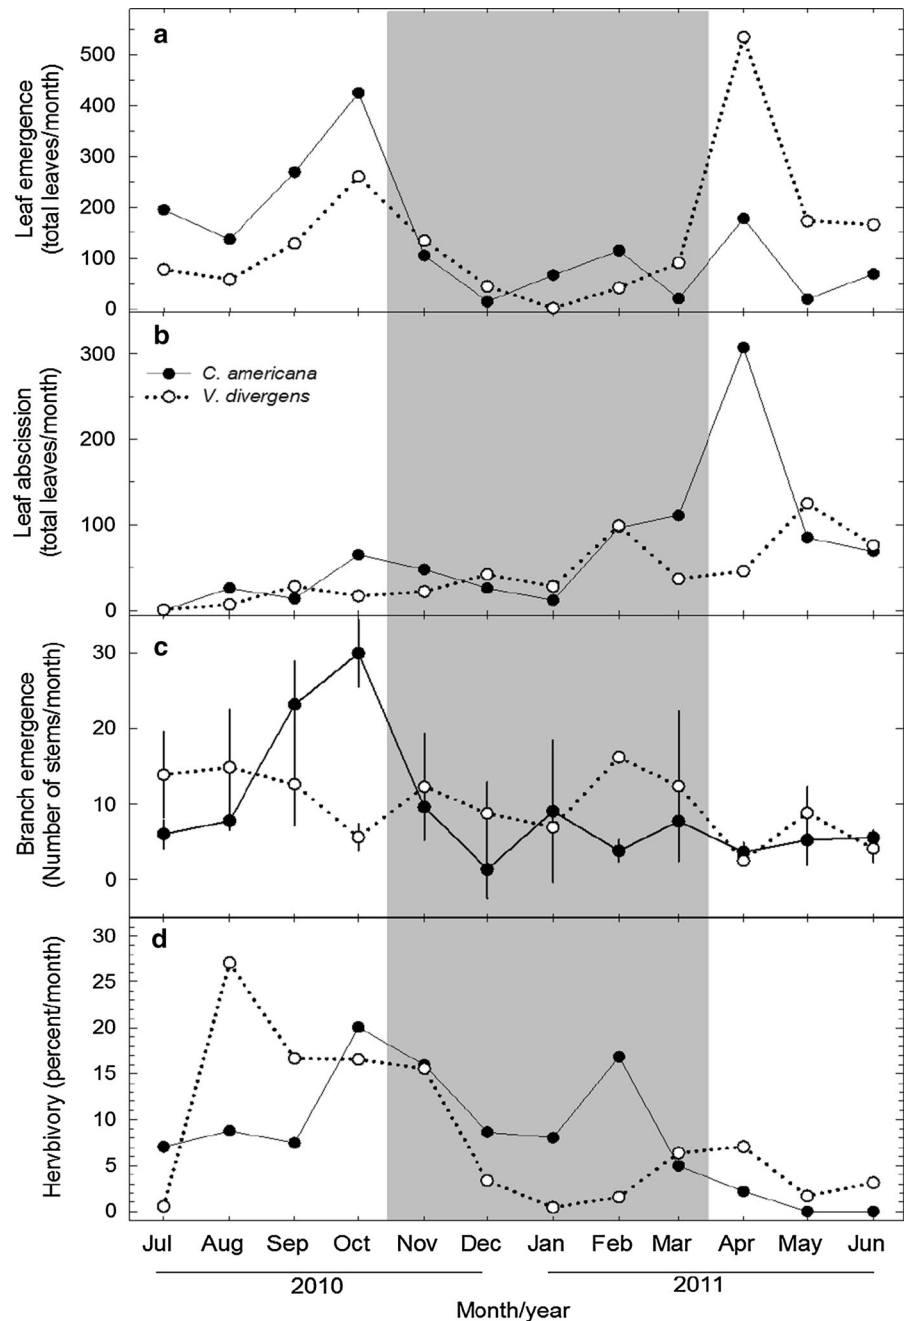 a
Leaf emergence
(total leaves/month)
500
400
300
200
100
0
b
C. americana
V. divergens
Leaf abscission
(total leaves/month)
300
200
100
0
c
Branch emergence
(Number of stems/month)
30
20
10
0
d
Hervbivory (percent/month)
30
25
20
15
10
5
0
Jul Aug Sep Oct Nov Dec Jan Feb Mar Apr May Jun
2010 2011
Month/year